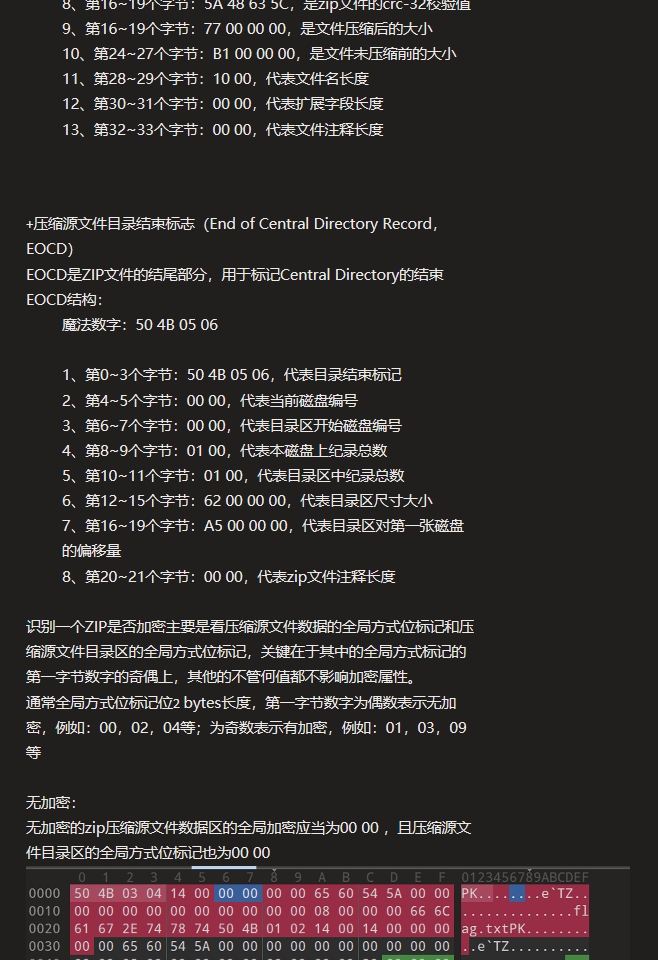 8、第16~19个字节：5A 48 63 5C，是zip文件的crc-32校验值
9、第16~19个字节：77 00 00 00，是文件压缩后的大小
10、第24~27个字节：B1 00 00 00，是文件未压缩前的大小
11、第28~29个字节：10 00，代表文件名长度
12、第30~31个字节：00 00，代表扩展字段长度
13、第32~33个字节：00 00，代表文件注释长度
+压缩源文件目录结束标志（End of Central Directory Record，
EOCD）
EOCD是ZIP文件的结尾部分，用于标记Central Directory的结束
EOCD结构：
魔法数字：50 4B 05 06
1、第0~3个字节：50 4B 05 06，代表目录结束标记
2、第4~5个字节：00 00，代表当前磁盘编号
3、第6~7个字节：00 00，代表目录区开始磁盘编号
4、第8~9个字节：01 00，代表本磁盘上纪录总数
5、第10~11个字节：01 00，代表目录区中纪录总数
6、第12~15个字节：62 00 00 00，代表目录区尺寸大小
7、第16~19个字节：A5 00 00 00，代表目录区对第一张磁盘
的偏移量
8、第20~21个字节：00 00，代表zip文件注释长度
识别一个ZIP是否加密主要是看压缩源文件数据的全局方式位标记和压
缩源文件目录区的全局方式位标记，关键在于其中的全局方式标记的
第一字节数字的奇偶上，其他的不管何值都不影响加密属性。
通常全局方式位标记位2 bytes长度，第一字节数字为偶数表示无加
密，例如：00，02，04等；为奇数表示有加密，例如：01，03，09
等
无加密：
无加密的zip压缩源文件数据区的全局加密应当为00 00 ，且压缩源文
件目录区的全局方式位标记也为00 00
0 1 2 3 4 5 6 7 8 9 A B C D E F 0123456789ABCDEF
0000 50 4B 03 04 14 00 00 00 00 00 65 60 54 5A 00 00 PK........e`TZ..
0010 00 00 00 00 00 00 00 00 00 00 08 00 00 00 66 6C ..............fl
0020 61 67 2E 74 78 74 50 4B 01 02 14 00 14 00 00 00 ag.txtPK........
0030 00 00 65 60 54 5A 00 00 00 00 00 00 00 00 00 00 ..e`TZ..........